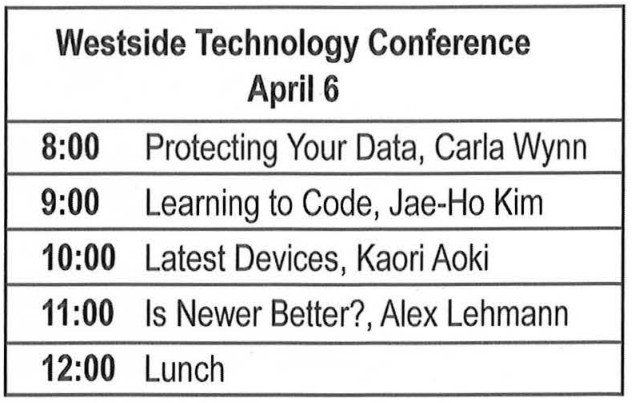 Westside Technology Conference
April 6
8:00 Protecting Your Data, Carla Wynn
9:00 Learning to Code, Jae-Ho Kim
10:00 Latest Devices, Kaori Aoki
11:00 Is Newer Better?, Alex Lehmann
12:00 Lunch